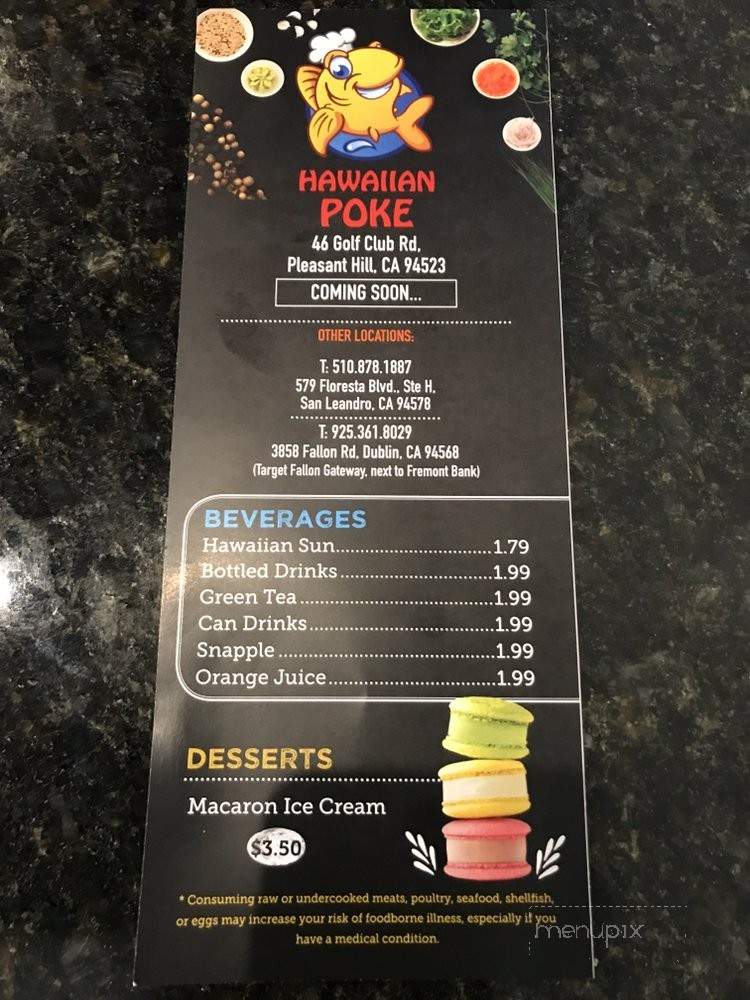 HAWAIIAN
POKE
46 Golf Club Rd,
Pleasant Hill, CA 94523
COMING SOON...
OTHER LOCATIONS:
T: 510.878.1887
579 Floresta Blvd., Ste H,
San Leandro, CA 94578
T: 925.361.8029
3858 Fallon Rd, Dublin, CA 94568
(Target Fallon Gateway, next to Fremont Bank)
BEVERAGES
Hawaiian Sun..............................1.79
Bottled Drinks.............................1.99
Green Tea.....................................1.99
Can Drinks...................................1.99
Snapple.........................................1.99
Orange Juice................................1.99
DESSERTS
Macaron Ice Cream
$3.50
* Consuming raw or undercooked meats, poultry, seafood, shellfish,
or eggs may increase your risk of foodborne illness, especially if you
have a medical condition.
menupix